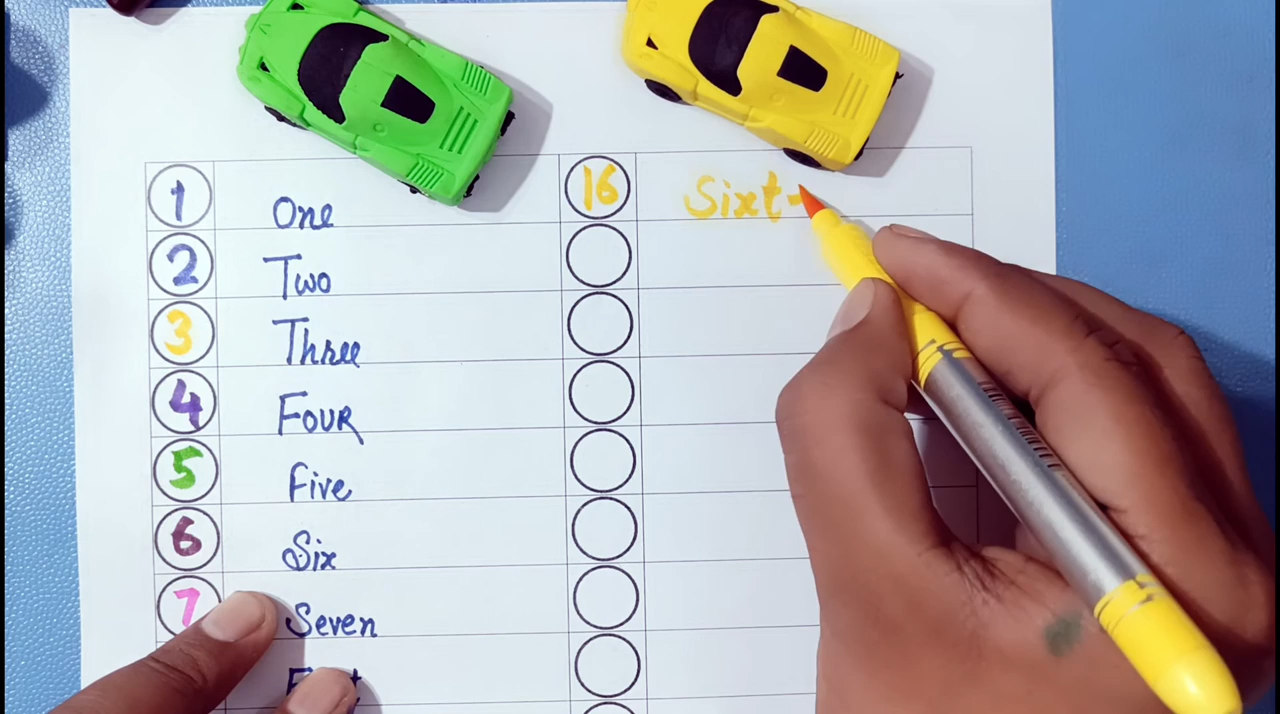 1 One
2 Two
3 Three
4 FOUR
5 Five
6 Six
7 Seven
16 Sixt